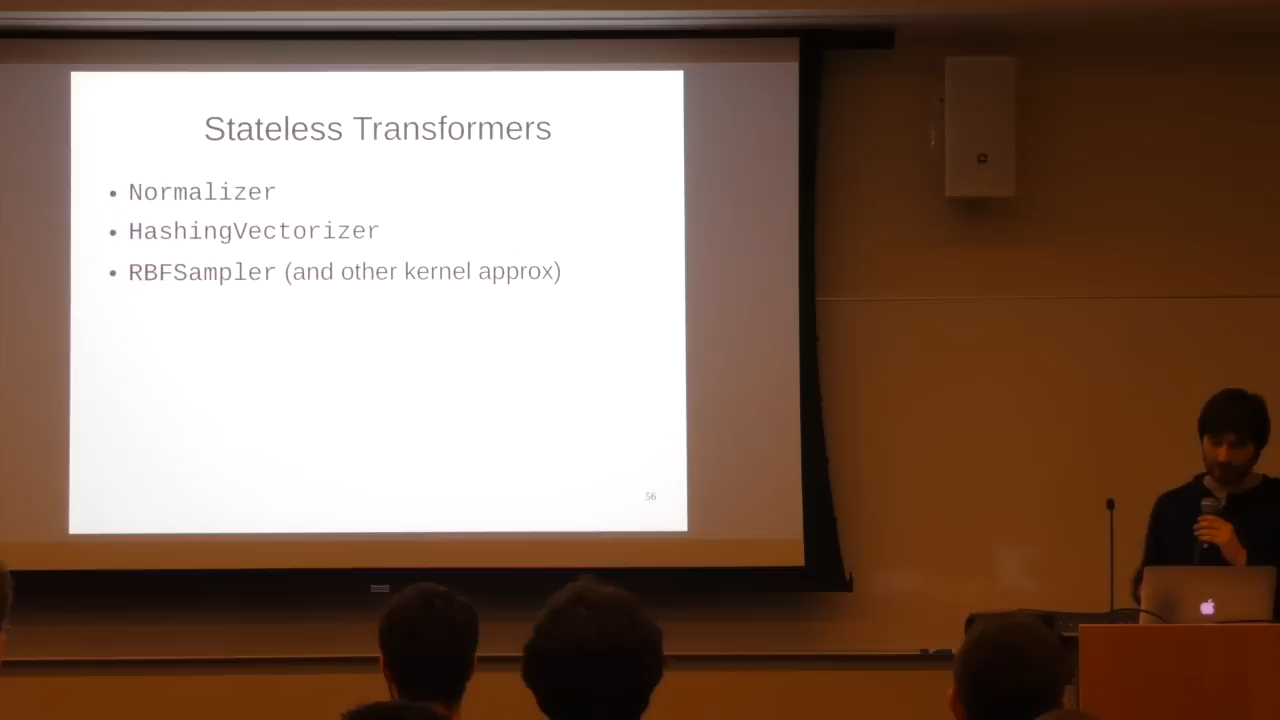 Stateless Transformers
• Normalizer
• HashingVectorizer
• RBFSampler (and other kernel approx)
56